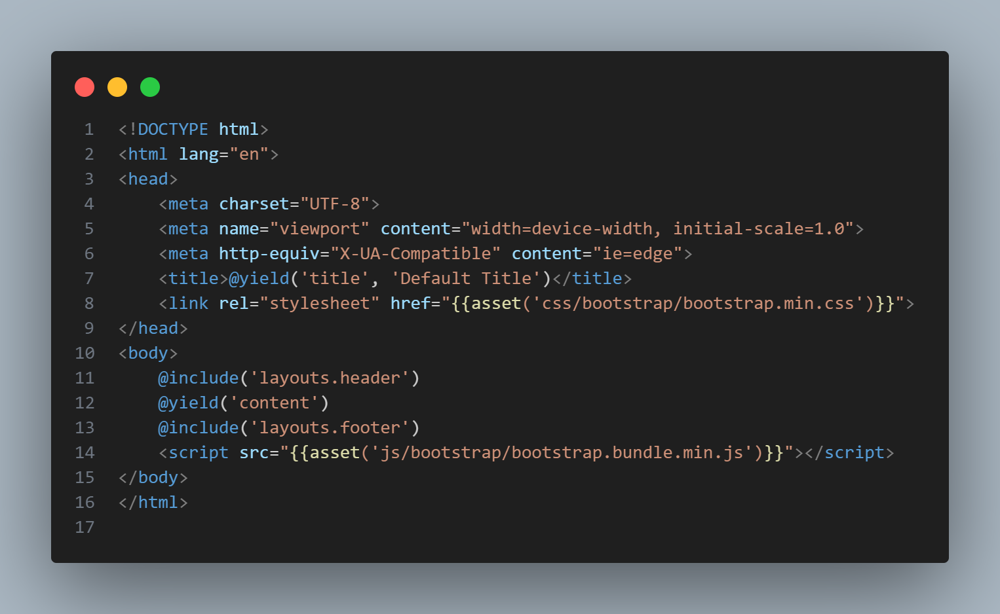 1 <!DOCTYPE html>
2 <html lang="en">
3 <head>
4     <meta charset="UTF-8">
5     <meta name="viewport" content="width=device-width, initial-scale=1.0">
6     <meta http-equiv="X-UA-Compatible" content="ie=edge">
7     <title>@yield('title', 'Default Title')</title>
8     <link rel="stylesheet" href="{{asset('css/bootstrap/bootstrap.min.css')}}">
9 </head>
10 <body>
11     @include('layouts.header')
12     @yield('content')
13     @include('layouts.footer')
14     <script src="{{asset('js/bootstrap/bootstrap.bundle.min.js')}}"></script>
15 </body>
16 </html>
17